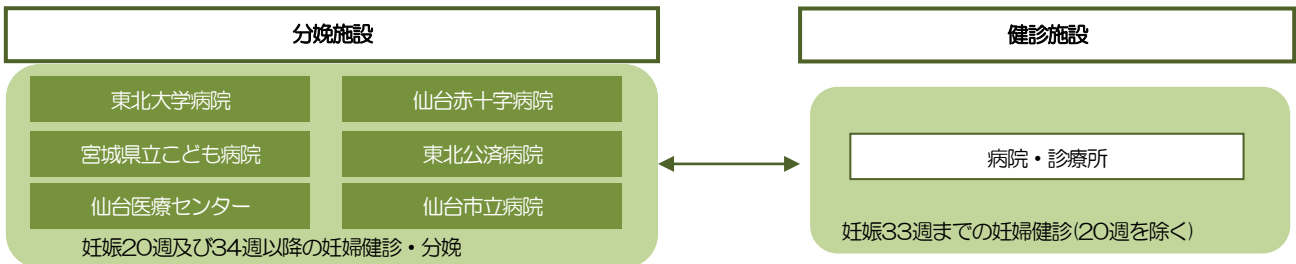 分娩施設
東北大学病院
仙台赤十字病院
宮城県立こども病院
東北公済病院
仙台医療センター
仙台市立病院
妊娠20週及び34週以降の妊婦健診・分娩
健診施設
病院・診療所
妊娠33週までの妊婦健診(20週を除く)